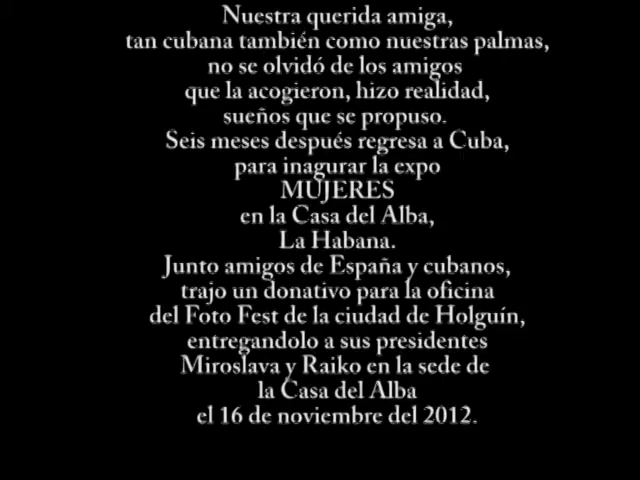 Nuestra querida amiga,
tan cubana también como nuestras palmas,
no se olvidó de los amigos
que la acogieron, hizo realidad,
sueños que se propuso.
Seis meses después regresa a Cuba,
para inagurar la expo
MUJERES
en la Casa del Alba,
La Habana.
Junto amigos de España y cubanos,
trajo un donativo para la oficina
del Foto Fest de la ciudad de Holguín,
entregandolo a sus presidentes
Miroslava y Raiko en la sede de
la Casa del Alba
el 16 de noviembre del 2012.